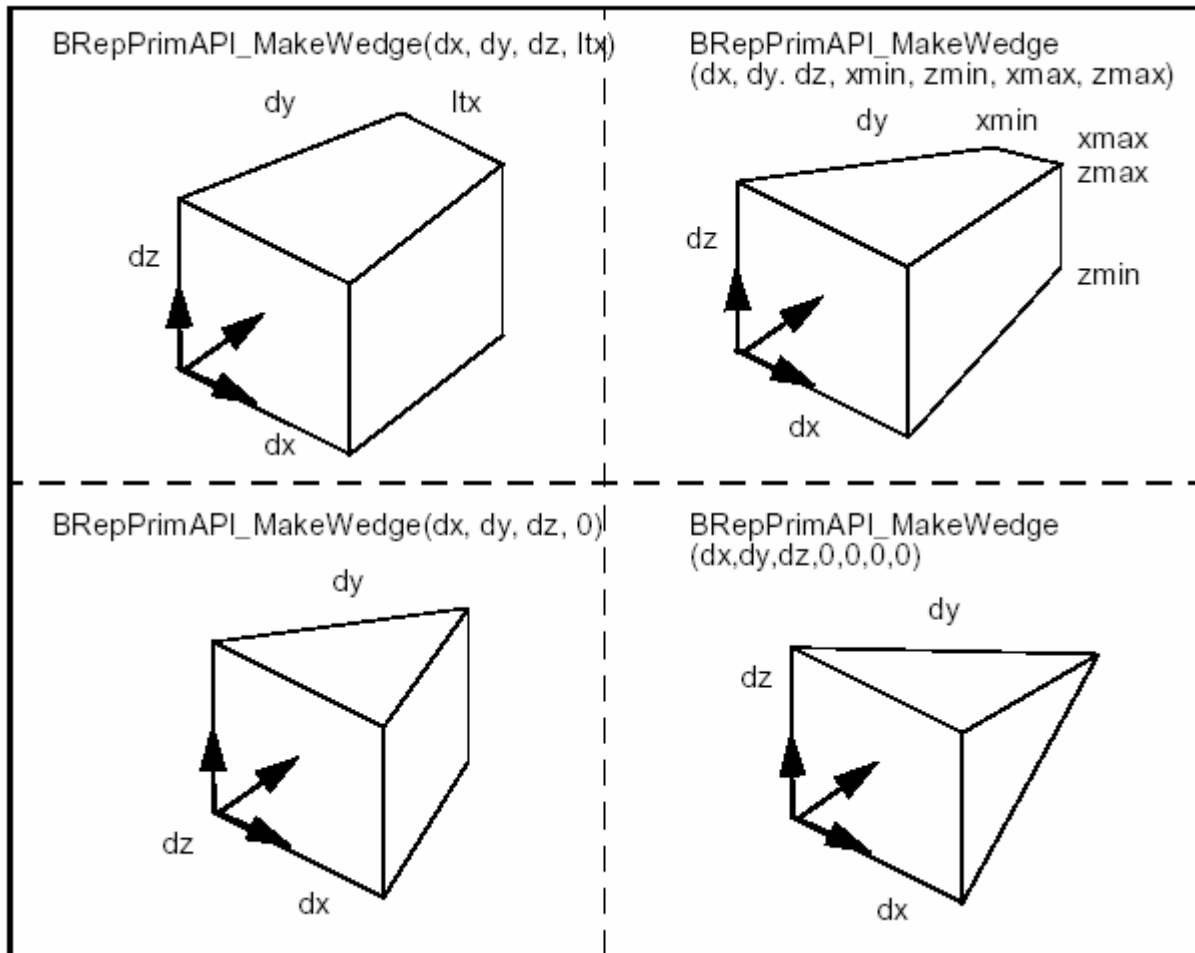 BRepPrimAPI_MakeWedge(dx, dy, dz, ltx)
dy
ltx
dz
dx
BRepPrimAPI_MakeWedge
(dx, dy. dz, xmin, zmin, xmax, zmax)
dy
xmin
xmax
zmax
dz
zmin
dx
BRepPrimAPI_MakeWedge(dx, dy, dz, 0)
dy
dz
dx
BRepPrimAPI_MakeWedge
(dx,dy,dz,0,0,0,0)
dy
dz
dx